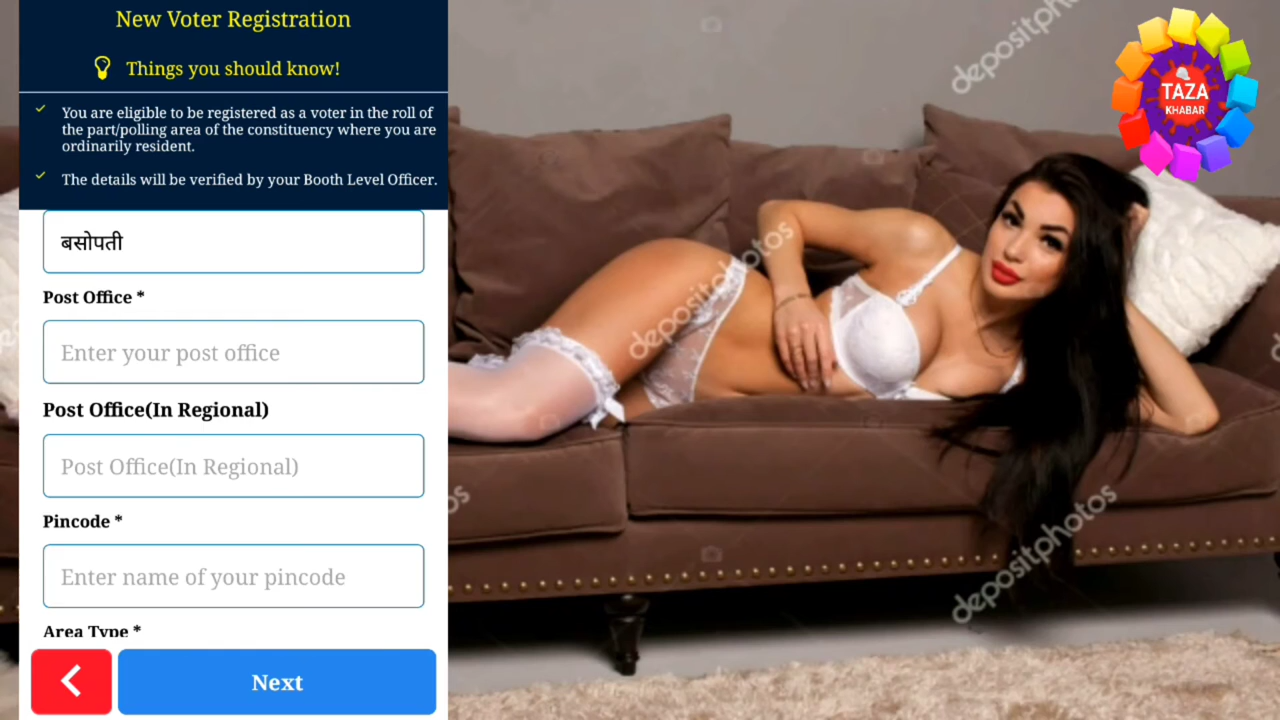 New Voter Registration
Things you should know!
You are eligible to be registered as a voter in the roll of
the part/polling area of the constituency where you are
ordinarily resident.
The details will be verified by your Booth Level Officer.
बसोपती
Post Office *
Enter your post office
Post Office(In Regional)
Post Office(In Regional)
Pincode *
Enter name of your pincode
Area Type *
Next
TAZA
KHABAR
depositphotos
depositphotos
depositphotos